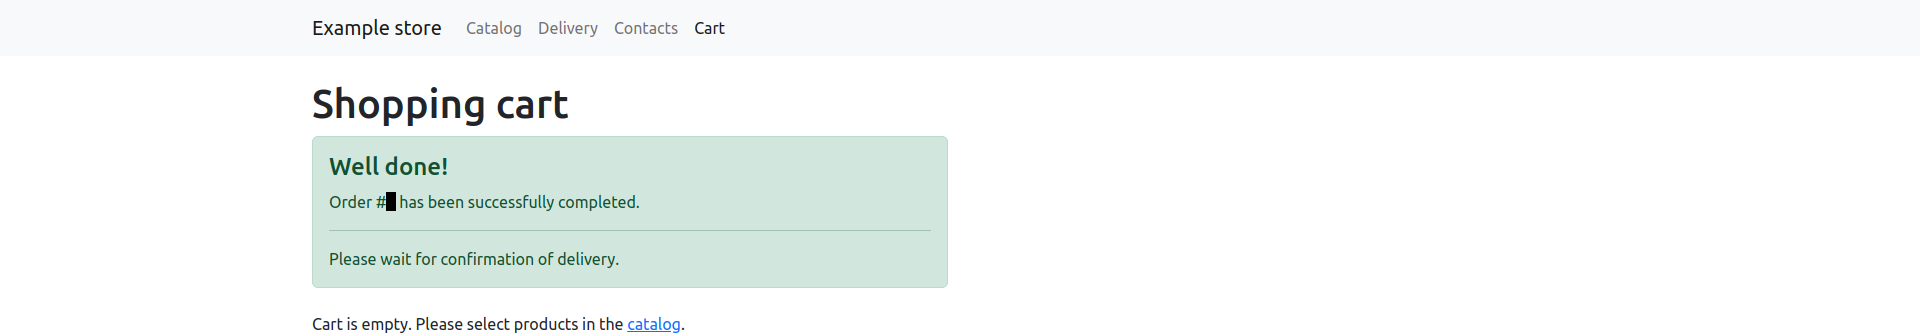 Example store Catalog Delivery Contacts Cart
Shopping cart
Well done!
Order # has been successfully completed.
Please wait for confirmation of delivery.
Cart is empty. Please select products in the catalog.